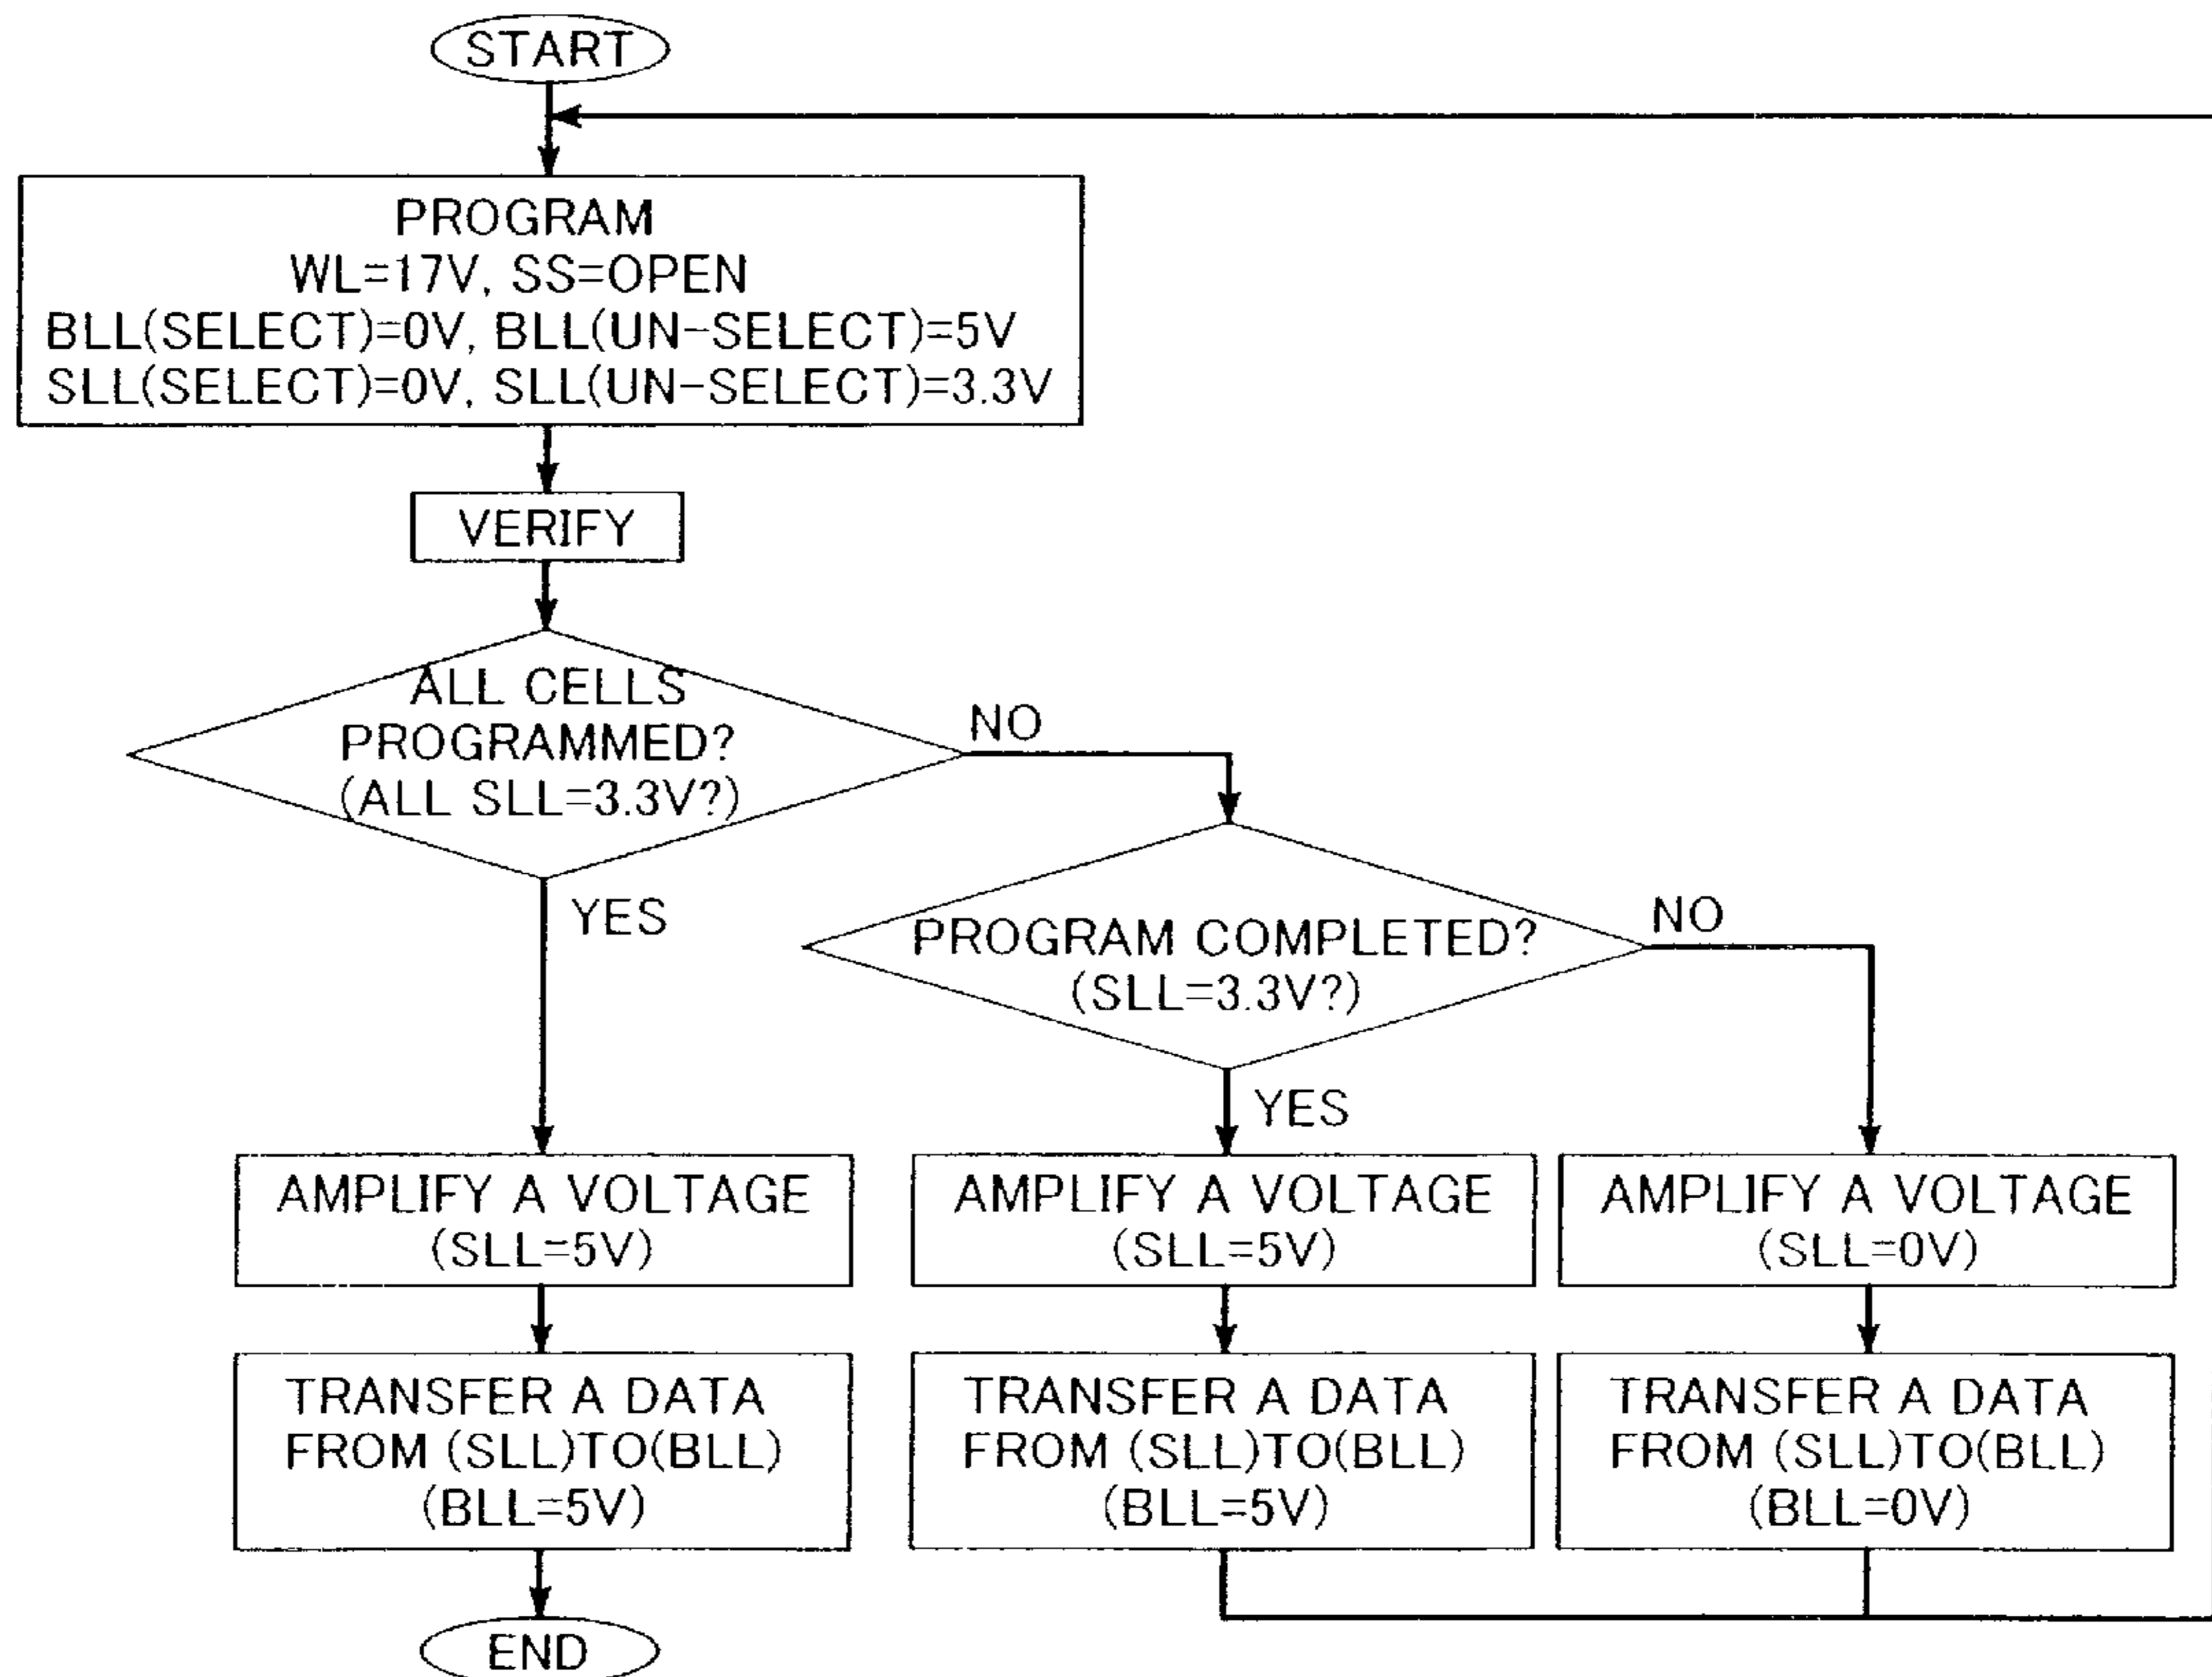 START
PROGRAM
WL=17V, SS=OPEN
BLL(SELECT)=0V, BLL(UN-SELECT)=5V
SLL(SELECT)=0V, SLL(UN-SELECT)=3.3V
VERIFY
ALL CELLS
PROGRAMMED?
(ALL SLL=3.3V?)
NO
YES
PROGRAM COMPLETED?
(SLL=3.3V?)
NO
YES
AMPLIFY A VOLTAGE
(SLL=5V)
TRANSFER A DATA
FROM (SLL)TO(BLL)
(BLL=5V)
END
AMPLIFY A VOLTAGE
(SLL=5V)
TRANSFER A DATA
FROM (SLL)TO(BLL)
(BLL=5V)
AMPLIFY A VOLTAGE
(SLL=0V)
TRANSFER A DATA
FROM (SLL)TO(BLL)
(BLL=0V)